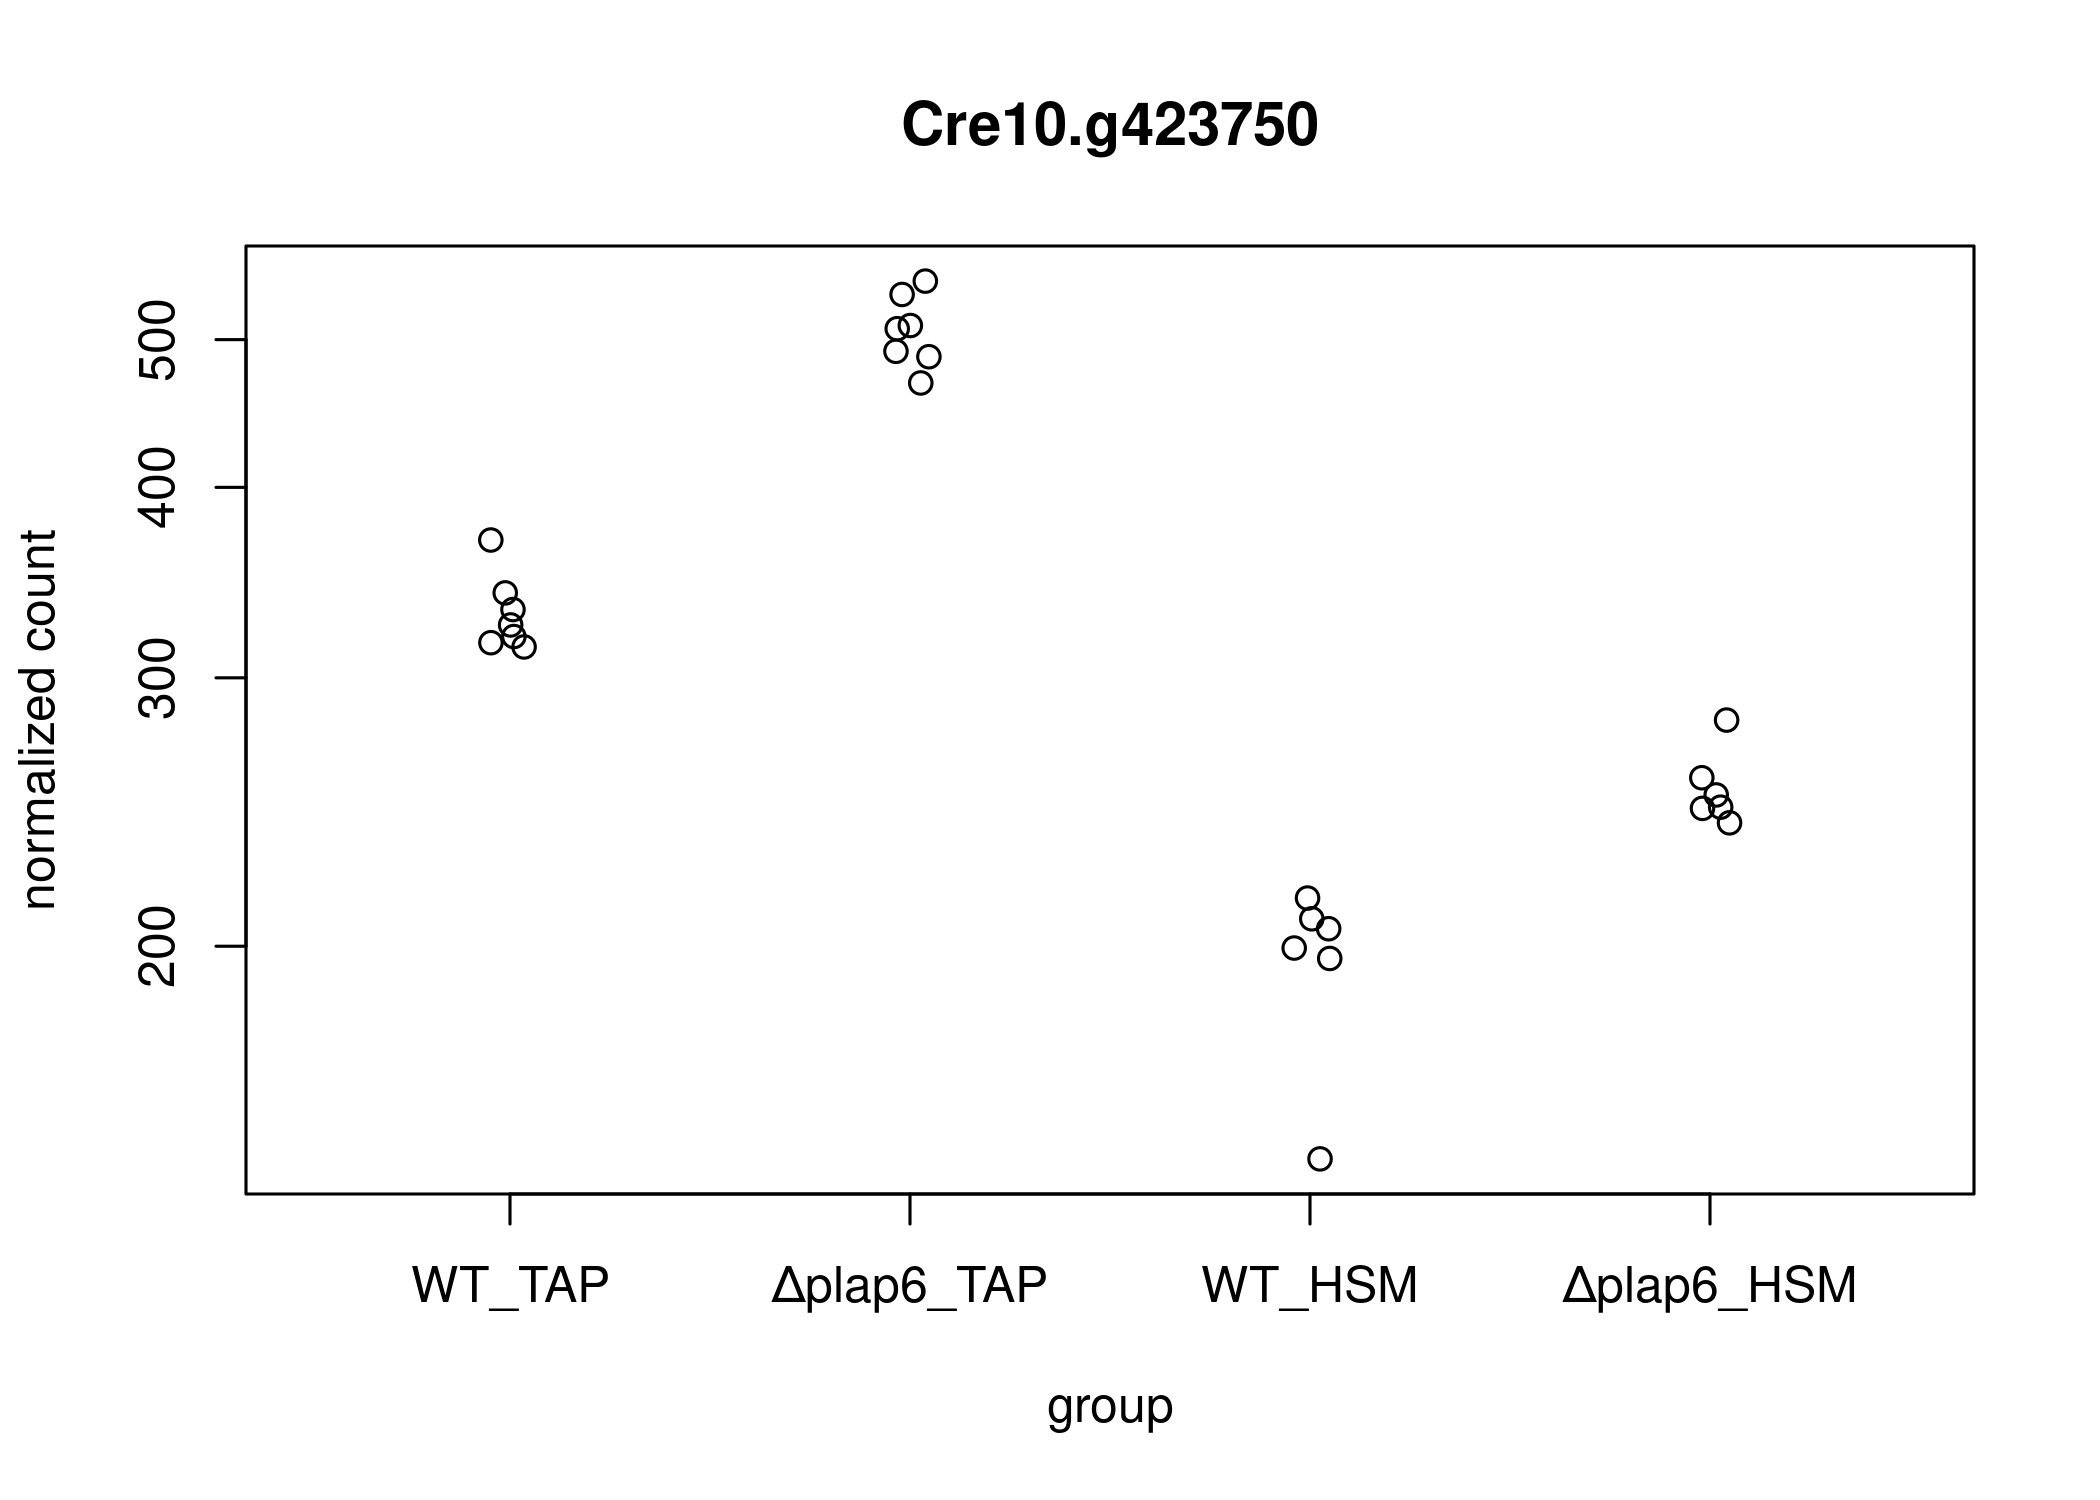 Cre10.g423750
normalized count
500
400
300
200
WT_TAP
Δplap6_TAP
WT_HSM
Δplap6_HSM
group